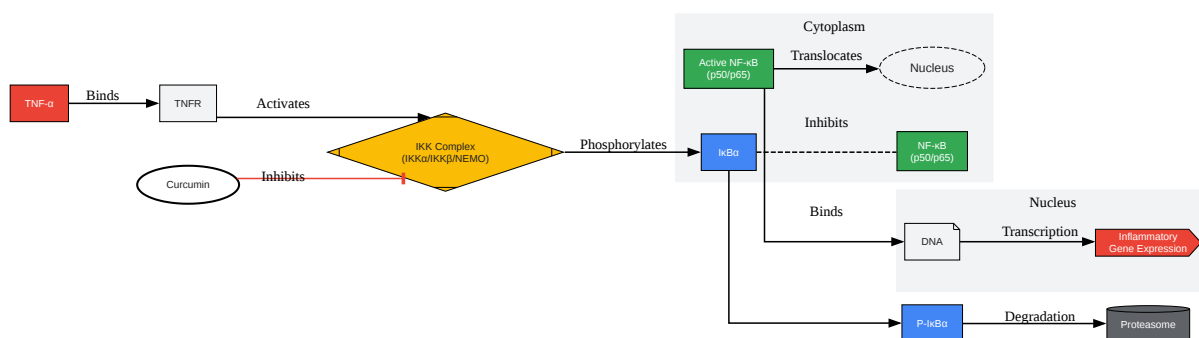 Cytoplasm
Active NF-κB
(p50/p65)
Translocates
Nucleus
TNF-α
Binds
TNFR
Activates
IKK Complex
(IKKα/IKKβ/NEMO)
Phosphorylates
IκBα
Inhibits
NF-κB
(p50/p65)
Curcumin
Inhibits
Nucleus
Binds
DNA
Transcription
Inflammatory
Gene Expression
P-IκBα
Degradation
Proteasome